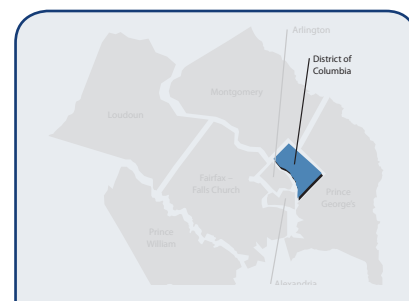 Arlington
District of
Columbia
Montgomery
Loudoun
Fairfax –
Falls Church
Prince
George's
Prince
William
Alexandria